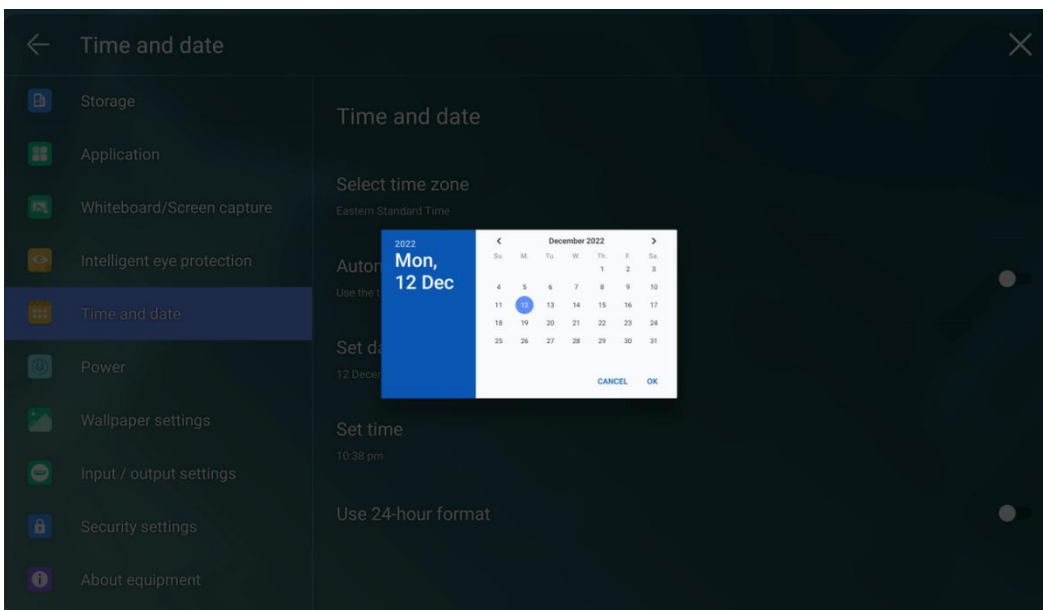 Time and date
Storage
Application
Whiteboard/Screen capture
Intelligent eye protection
Time and date
Power
Wallpaper settings
Input / output settings
Security settings
About equipment
Time and date
Select time zone
Eastern Standard Time
Autom
Use the t
Set da
12 Decem
Set time
10:38 pm
Use 24-hour format
2022
Mon,
12 Dec
December 2022
Su. M. Tu. W. Th. F. Sa.
1 2 3
4 5 6 7 8 9 10
11 12 13 14 15 16 17
18 19 20 21 22 23 24
25 26 27 28 29 30 31
CANCEL OK